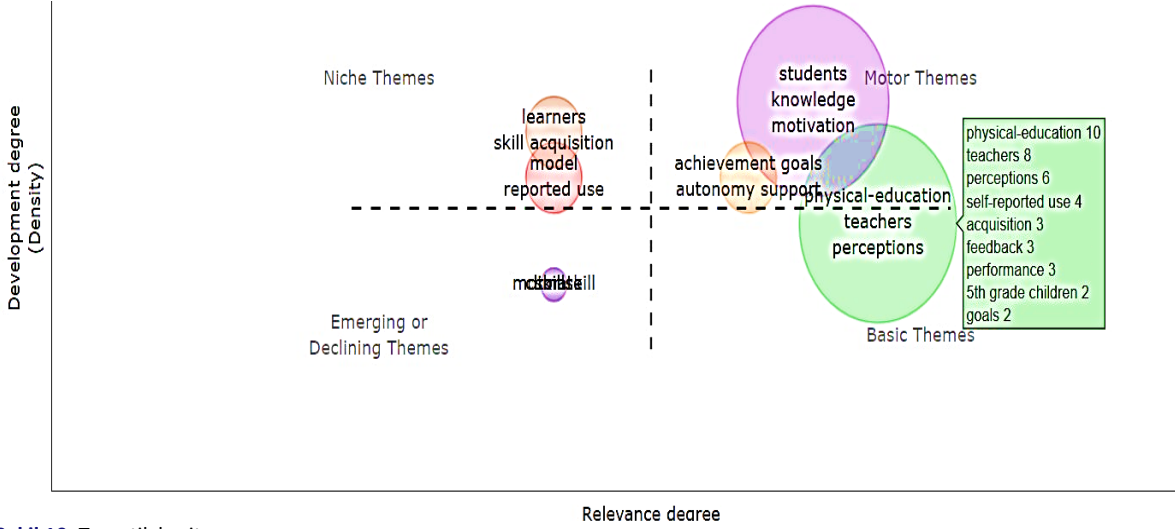 Niche Themes
Motor Themes
students
knowledge
motivation
learners
skill acquisition
model
reported use
achievement goals
autonomy support
physical-education
teachers
perceptions
physical-education 10
teachers 8
perceptions 6
self-reported use 4
acquisition 3
feedback 3
performance 3
5th grade children 2
goals 2
Emerging or
Declining Themes
Basic Themes
Development degree
(Density)
Relevance degree